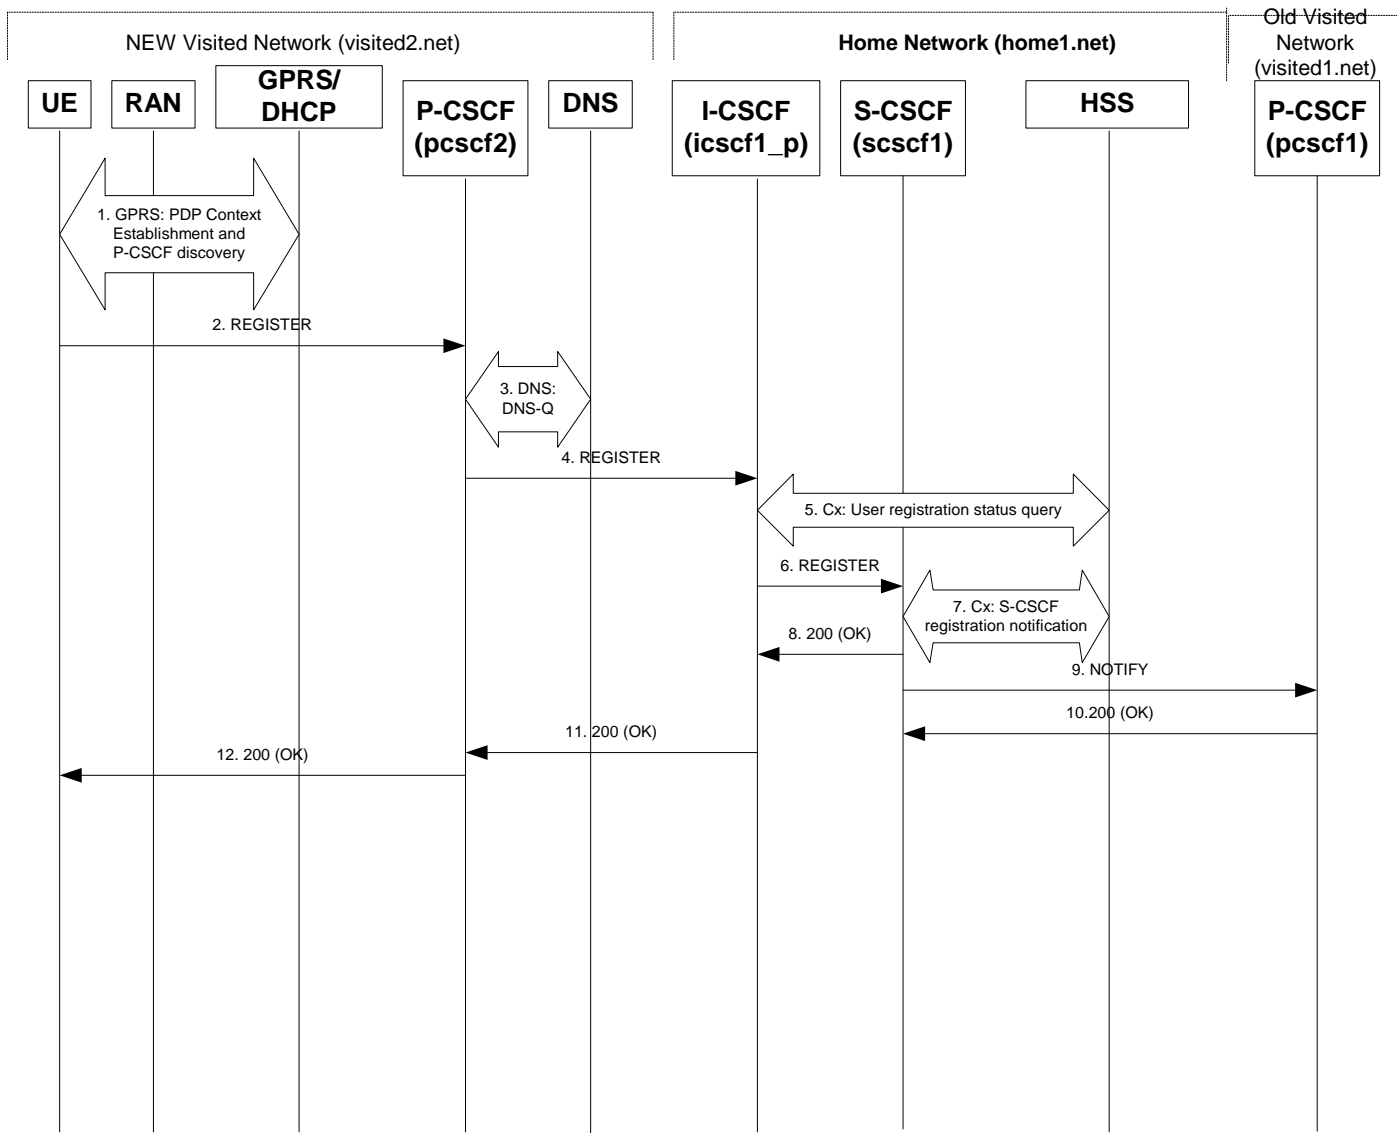 NEW Visited Network (visited2.net)
Home Network (home1.net)
Old Visited
Network
(visited1.net)
UE
RAN
GPRS/
DHCP
P-CSCF
(pcscf2)
DNS
I-CSCF
(icscf1_p)
S-CSCF
(scscf1)
HSS
P-CSCF
(pcscf1)
1. GPRS: PDP Context
Establishment and
P-CSCF discovery
2. REGISTER
3. DNS:
DNS-Q
4. REGISTER
5. Cx: User registration status query
6. REGISTER
7. Cx: S-CSCF
registration notification
8. 200 (OK)
9. NOTIFY
10.200 (OK)
11. 200 (OK)
12. 200 (OK)